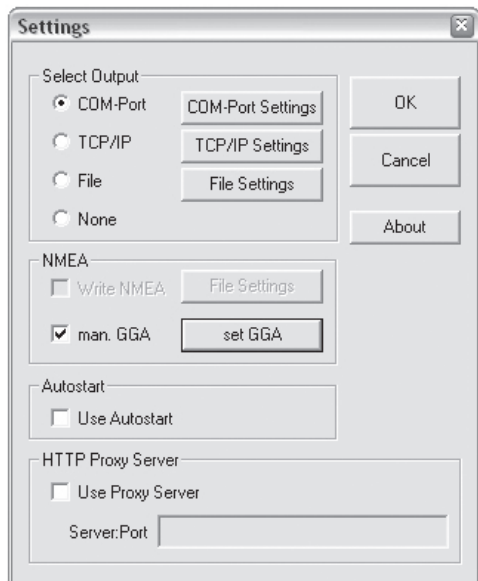 Settings
Select Output
COM-Port
COM-Port Settings
TCP/IP
TCP/IP Settings
File
File Settings
None
OK
Cancel
About
NMEA
Write NMEA
File Settings
man. GGA
set GGA
Autostart
Use Autostart
HTTP Proxy Server
Use Proxy Server
Server:Port